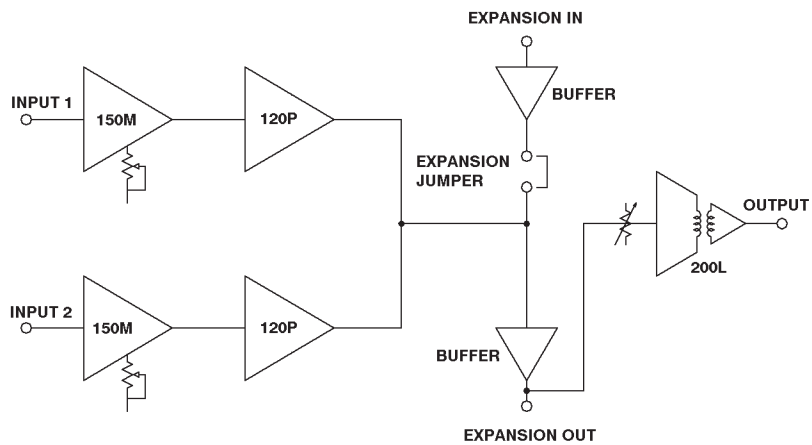 EXPANSION IN
BUFFER
INPUT 1
150M
120P
EXPANSION
JUMPER
OUTPUT
200L
INPUT 2
150M
120P
BUFFER
EXPANSION OUT